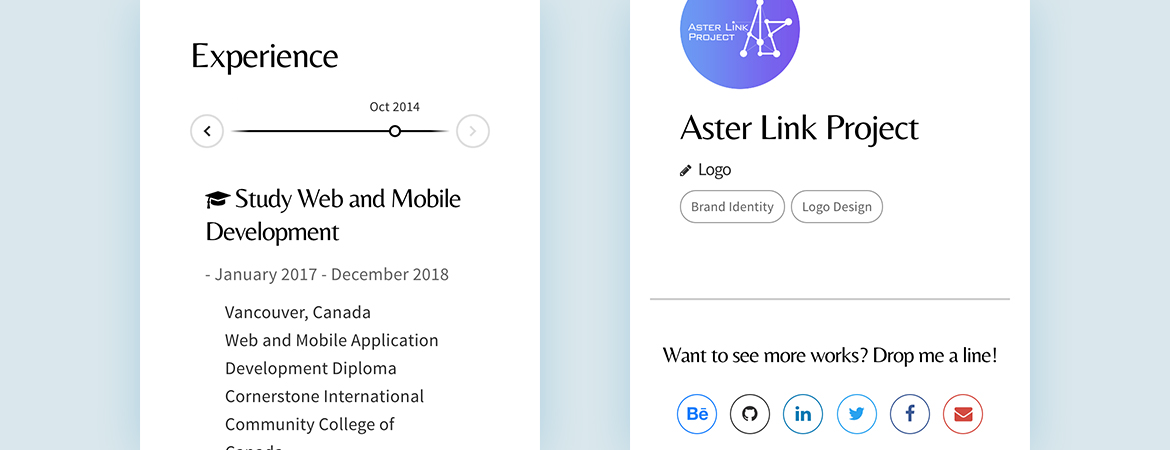 Experience
Oct 2014
Study Web and Mobile
Development
- January 2017 - December 2018
Vancouver, Canada
Web and Mobile Application
Development Diploma
Cornerstone International
Community College of
Canada
ASTER LINK
PROJECT
Aster Link Project
Logo
Brand Identity
Logo Design
Want to see more works? Drop me a line!
Bē
in
f